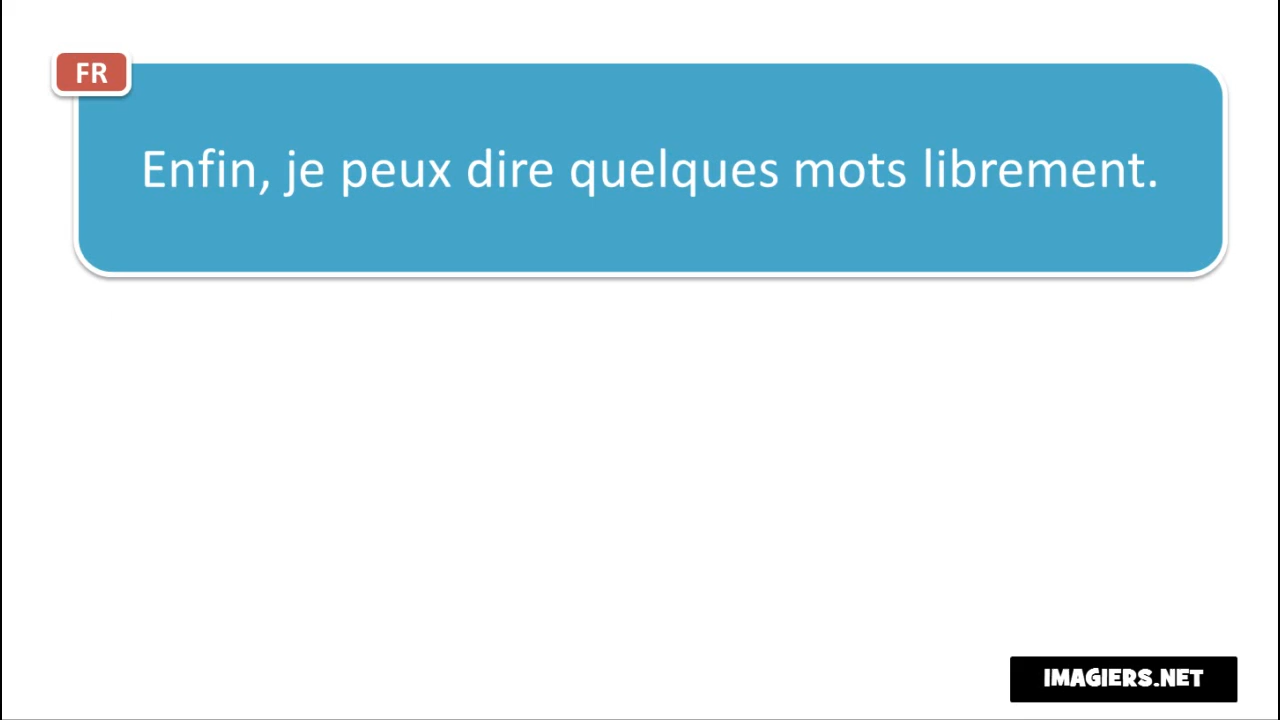 FR
Enfin, je peux dire quelques mots librement.
IMAGIERS.NET